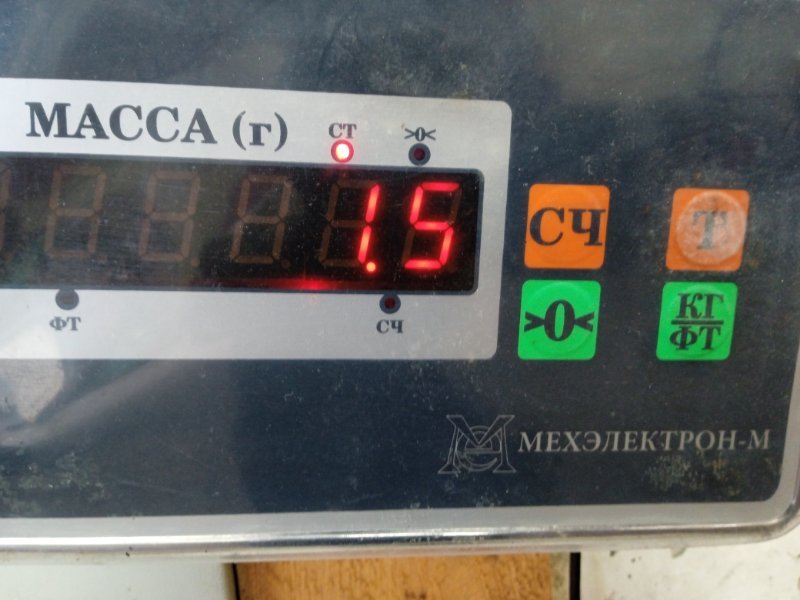 МАССА (г)
СТ
>0<
1.5
ФТ
СЧ
СЧ
Т
>0<
КГ
ФТ
МЕХЭЛЕКТРОН-М